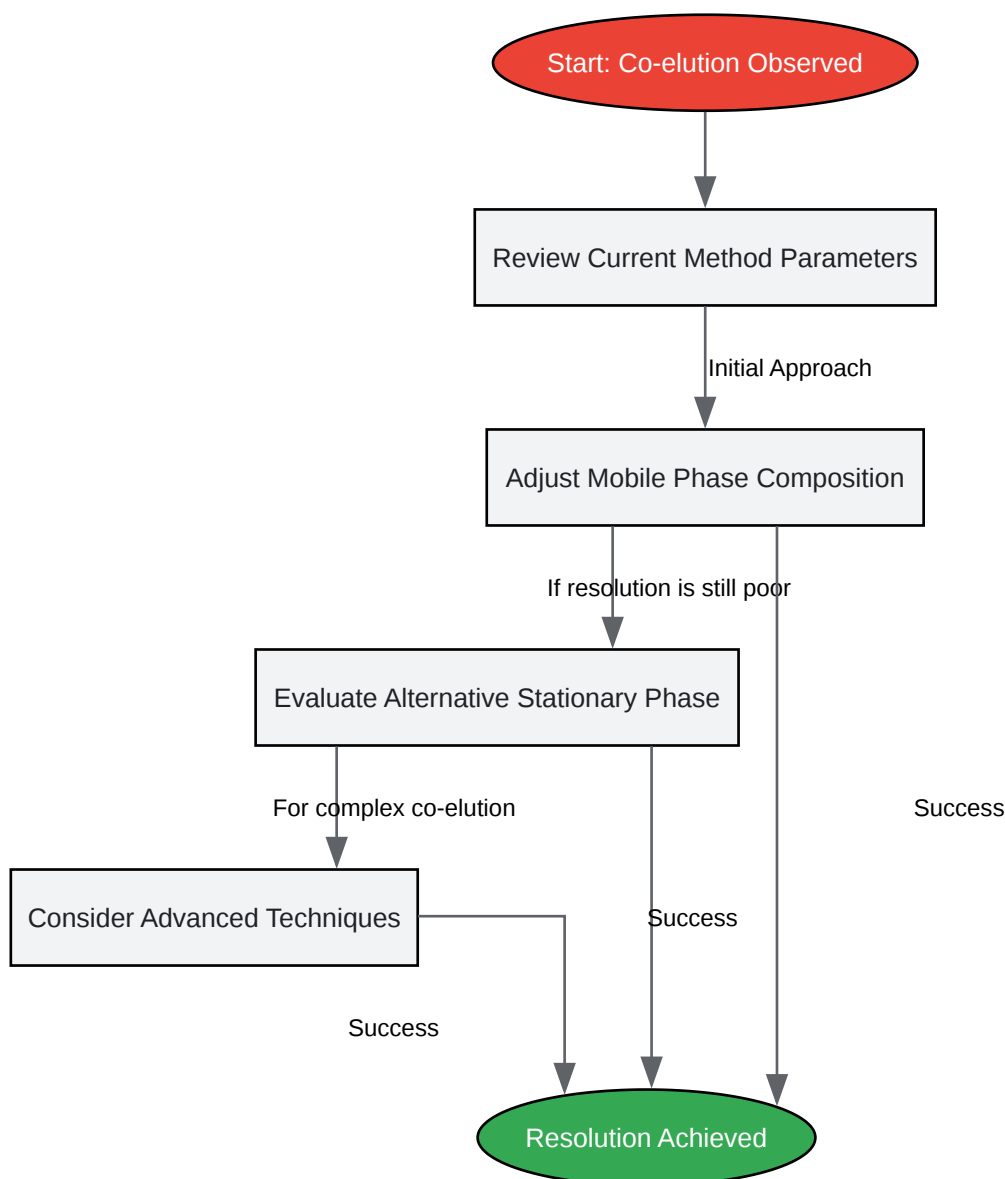 Start: Co-elution Observed
Review Current Method Parameters
Initial Approach
Adjust Mobile Phase Composition
If resolution is still poor
Evaluate Alternative Stationary Phase
For complex co-elution
Success
Consider Advanced Techniques
Success
Success
Resolution Achieved